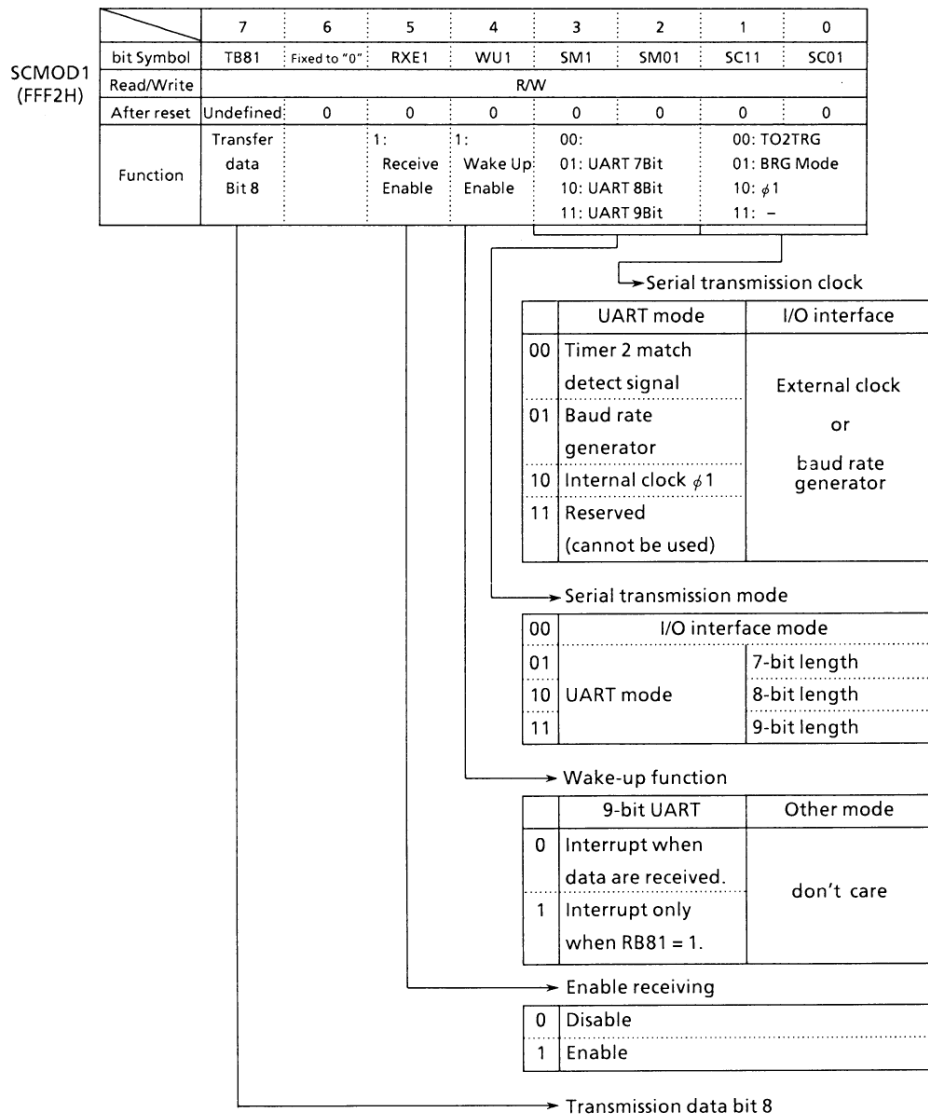 7 6 5 4 3 2 1 0
SCMOD1
(FFF2H)
bit Symbol TB81 Fixed to "0" RXE1 WU1 SM1 SM01 SC11 SC01
Read/Write R/W
After reset Undefined 0 0 0 0 0 0 0
Function
Transfer 1: 1: 00: 00: TO2TRG
data Receive Wake Up 01: UART 7Bit 01: BRG Mode
Bit 8 Enable Enable 10: UART 8Bit 10: ϕ1
11: UART 9Bit 11: –
Serial transmission clock
UART mode I/O interface
00 Timer 2 match
detect signal
01 Baud rate
generator
10 Internal clock ϕ1
11 Reserved
(cannot be used)
External clock
or
baud rate
generator
Serial transmission mode
00 I/O interface mode
01 7-bit length
10 UART mode 8-bit length
11 9-bit length
Wake-up function
9-bit UART Other mode
0 Interrupt when
data are received.
1 Interrupt only
when RB81 = 1.
don't care
Enable receiving
0 Disable
1 Enable
Transmission data bit 8